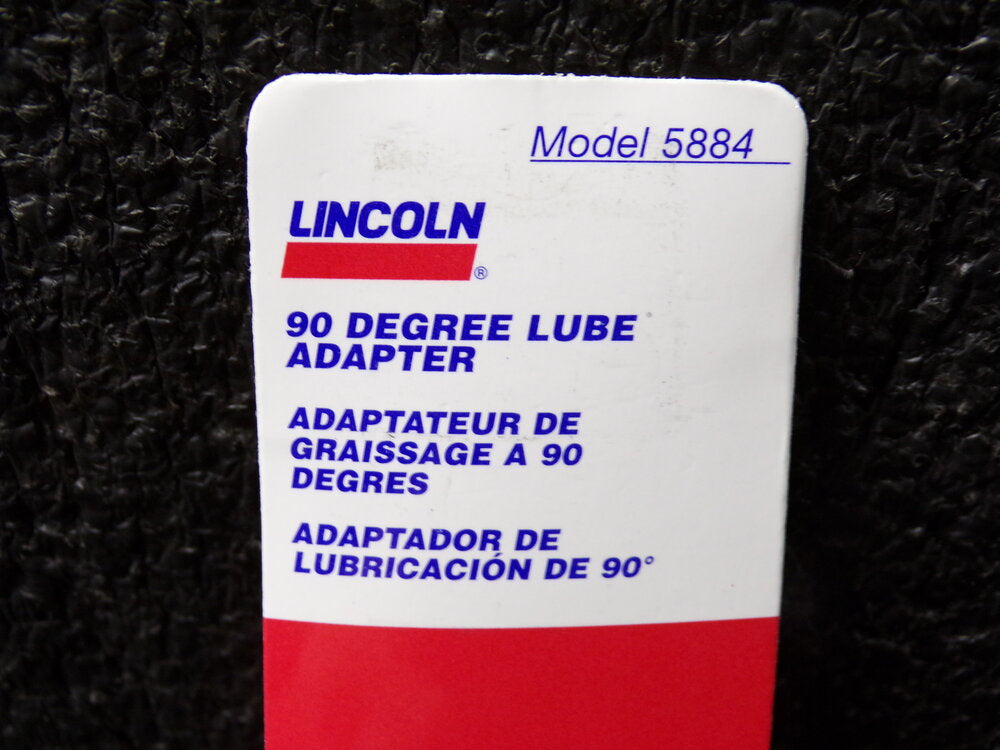 Model 5884
LINCOLN
®
90 DEGREE LUBE
ADAPTER
ADAPTATEUR DE
GRAISSAGE A 90
DEGRES
ADAPTADOR DE
LUBRICACIÓN DE 90°